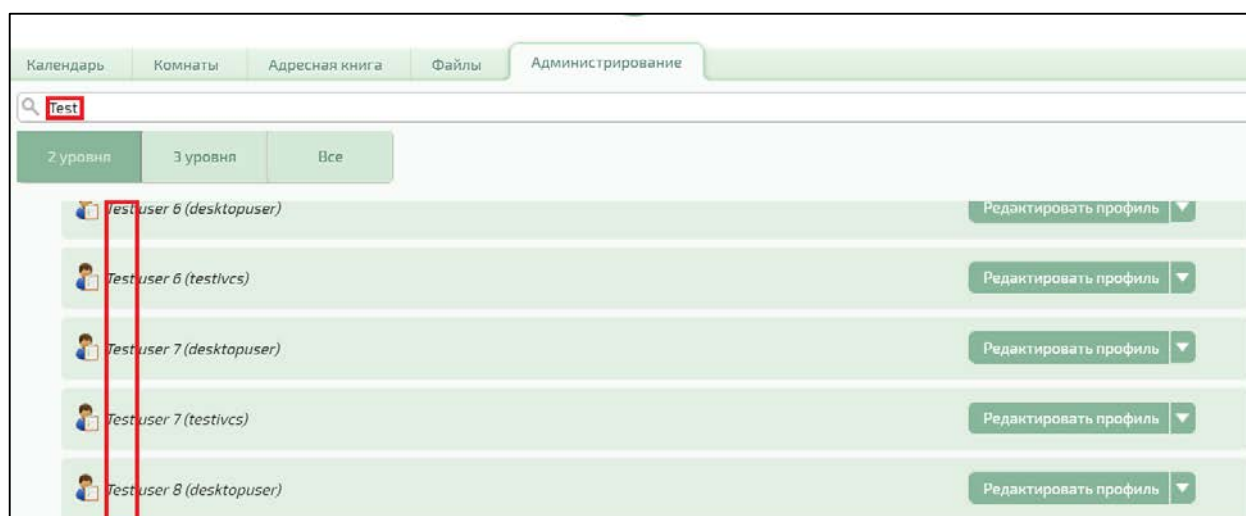 Календарь Комнаты Адресная книга Файлы Администрирование
Test
2 уровня 3 уровня Все
Test user 6 (desktopuser) Редактировать профиль
Test user 6 (testivcs) Редактировать профиль
Test user 7 (desktopuser) Редактировать профиль
Test user 7 (testivcs) Редактировать профиль
Test user 8 (desktopuser) Редактировать профиль